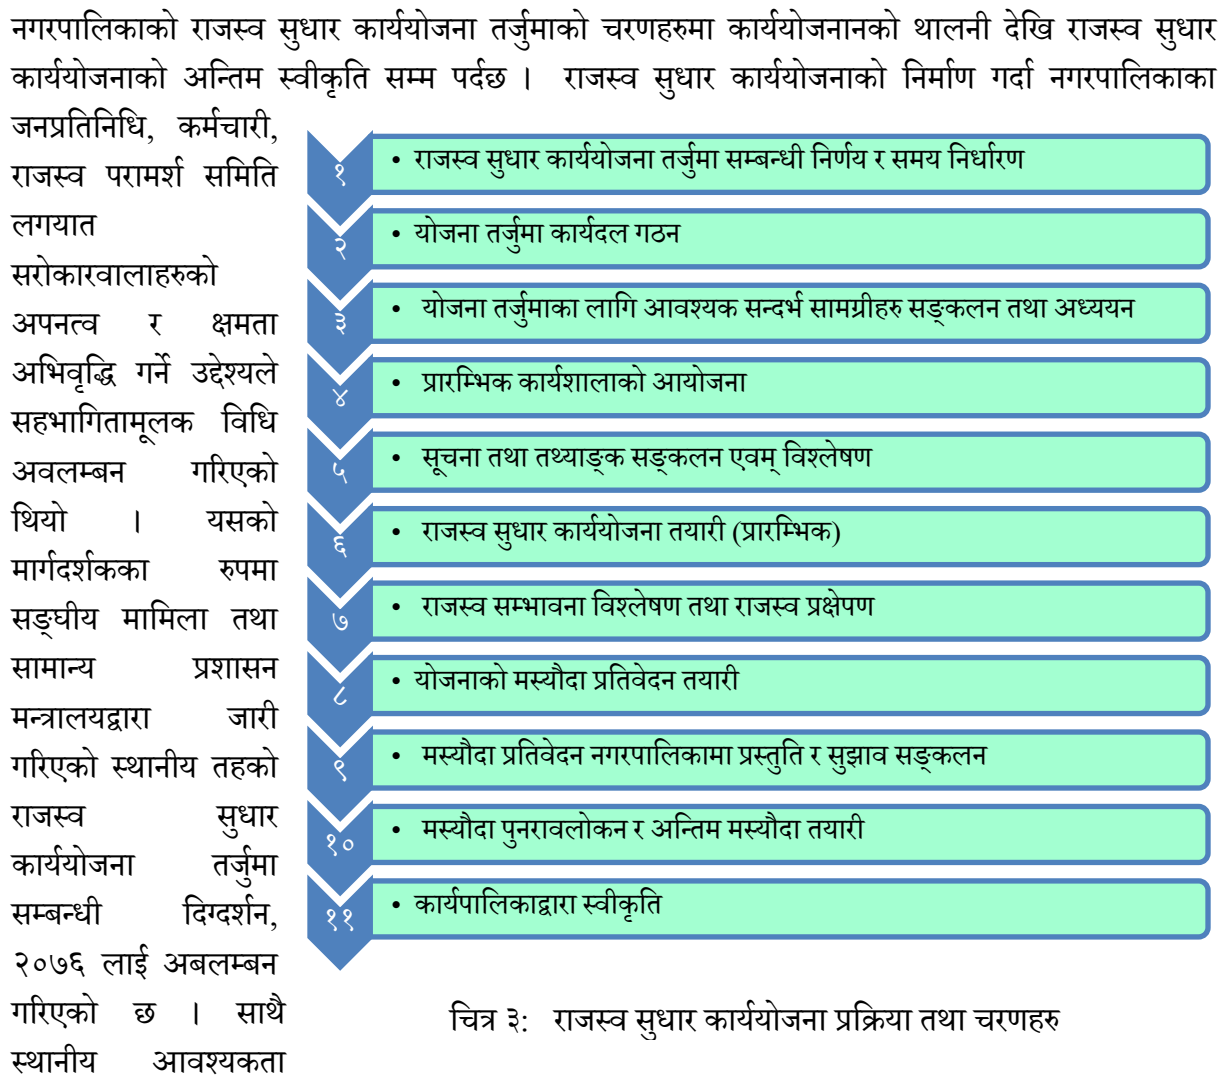 नगरपालिकाको राजस्व सुधार कार्ययोजना तर्जुमाको चरणहरुमा कार्ययोजनानको थालनी देखि राजस्व सुधार
कार्ययोजनाको अन्तिम स्वीकृति सम्म पर्दछ । राजस्व सुधार कार्ययोजनाको निर्माण गर्दा नगरपालिकाका
जनप्रतिनिधि, कर्मचारी,
राजस्व परामर्श समिति
लगयात
सरोकारवालाहरुको
अपनत्व र क्षमता
अभिवृद्धि गर्ने उद्देश्यले
सहभागितामूलक विधि
अवलम्बन गरिएको
थियो । यसको
मार्गदर्शकका रुपमा
सङ्घीय मामिला तथा
सामान्य प्रशासन
मन्त्रालयद्वारा जारी
गरिएको स्थानीय तहको
राजस्व सुधार
कार्ययोजना तर्जुमा
सम्बन्धी दिग्दर्शन,
२०७६ लाई अबलम्बन
गरिएको छ । साथै
स्थानीय आवश्यकता
१ • राजस्व सुधार कार्ययोजना तर्जुमा सम्बन्धी निर्णय र समय निर्धारण
२ • योजना तर्जुमा कार्यदल गठन
३ • योजना तर्जुमाका लागि आवश्यक सन्दर्भ सामग्रीहरु सङ्कलन तथा अध्ययन
४ • प्रारम्भिक कार्यशालाको आयोजना
५ • सूचना तथा तथ्याङ्क सङ्कलन एवम् विश्लेषण
६ • राजस्व सुधार कार्ययोजना तयारी (प्रारम्भिक)
७ • राजस्व सम्भावना विश्लेषण तथा राजस्व प्रक्षेपण
८ • योजनाको मस्यौदा प्रतिवेदन तयारी
९ • मस्यौदा प्रतिवेदन नगरपालिकामा प्रस्तुति र सुझाव सङ्कलन
१० • मस्यौदा पुनरावलोकन र अन्तिम मस्यौदा तयारी
११ • कार्यपालिकाद्वारा स्वीकृति
चित्र ३: राजस्व सुधार कार्ययोजना प्रक्रिया तथा चरणहरु